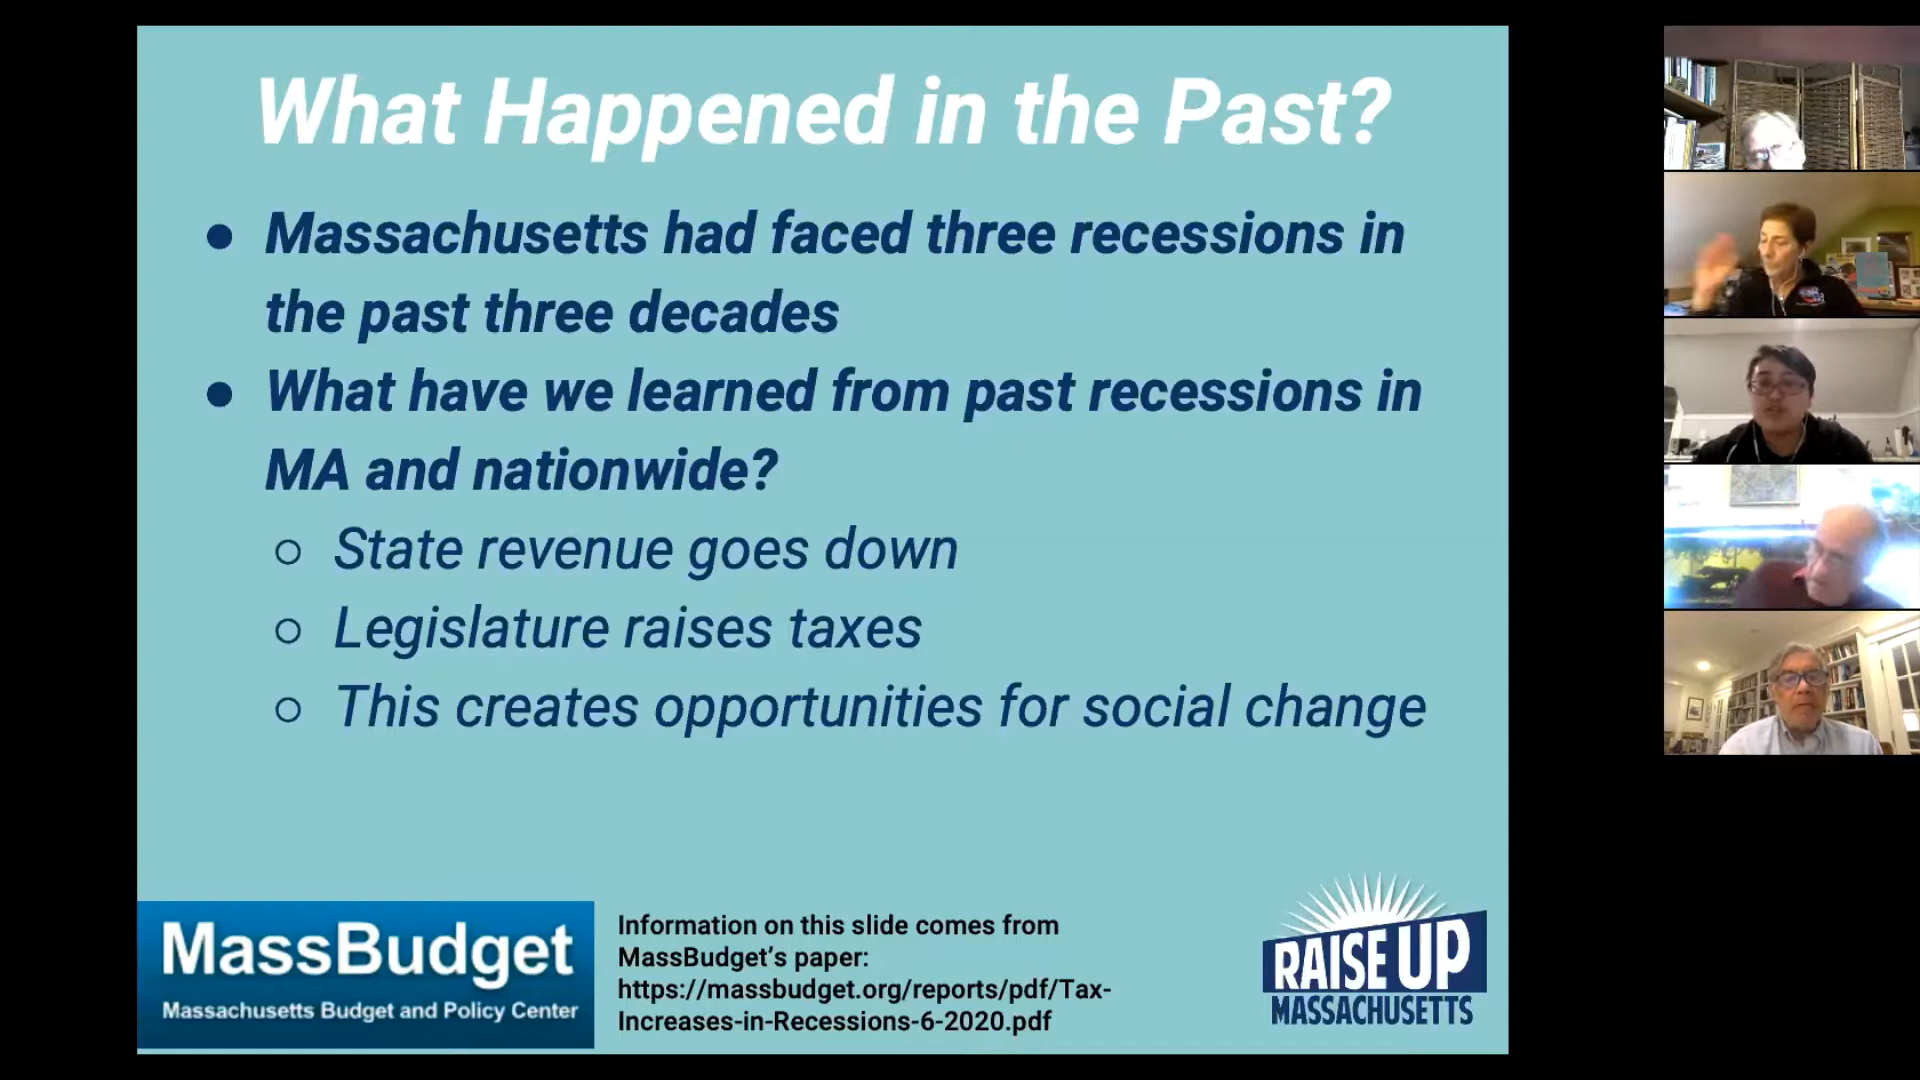 What Happened in the Past?
● Massachusetts had faced three recessions in
the past three decades
● What have we learned from past recessions in
MA and nationwide?
○ State revenue goes down
○ Legislature raises taxes
○ This creates opportunities for social change
MassBudget
Massachusetts Budget and Policy Center
Information on this slide comes from
MassBudget’s paper:
https://massbudget.org/reports/pdf/Tax-
Increases-in-Recessions-6-2020.pdf
RAISE UP
MASSACHUSETTS